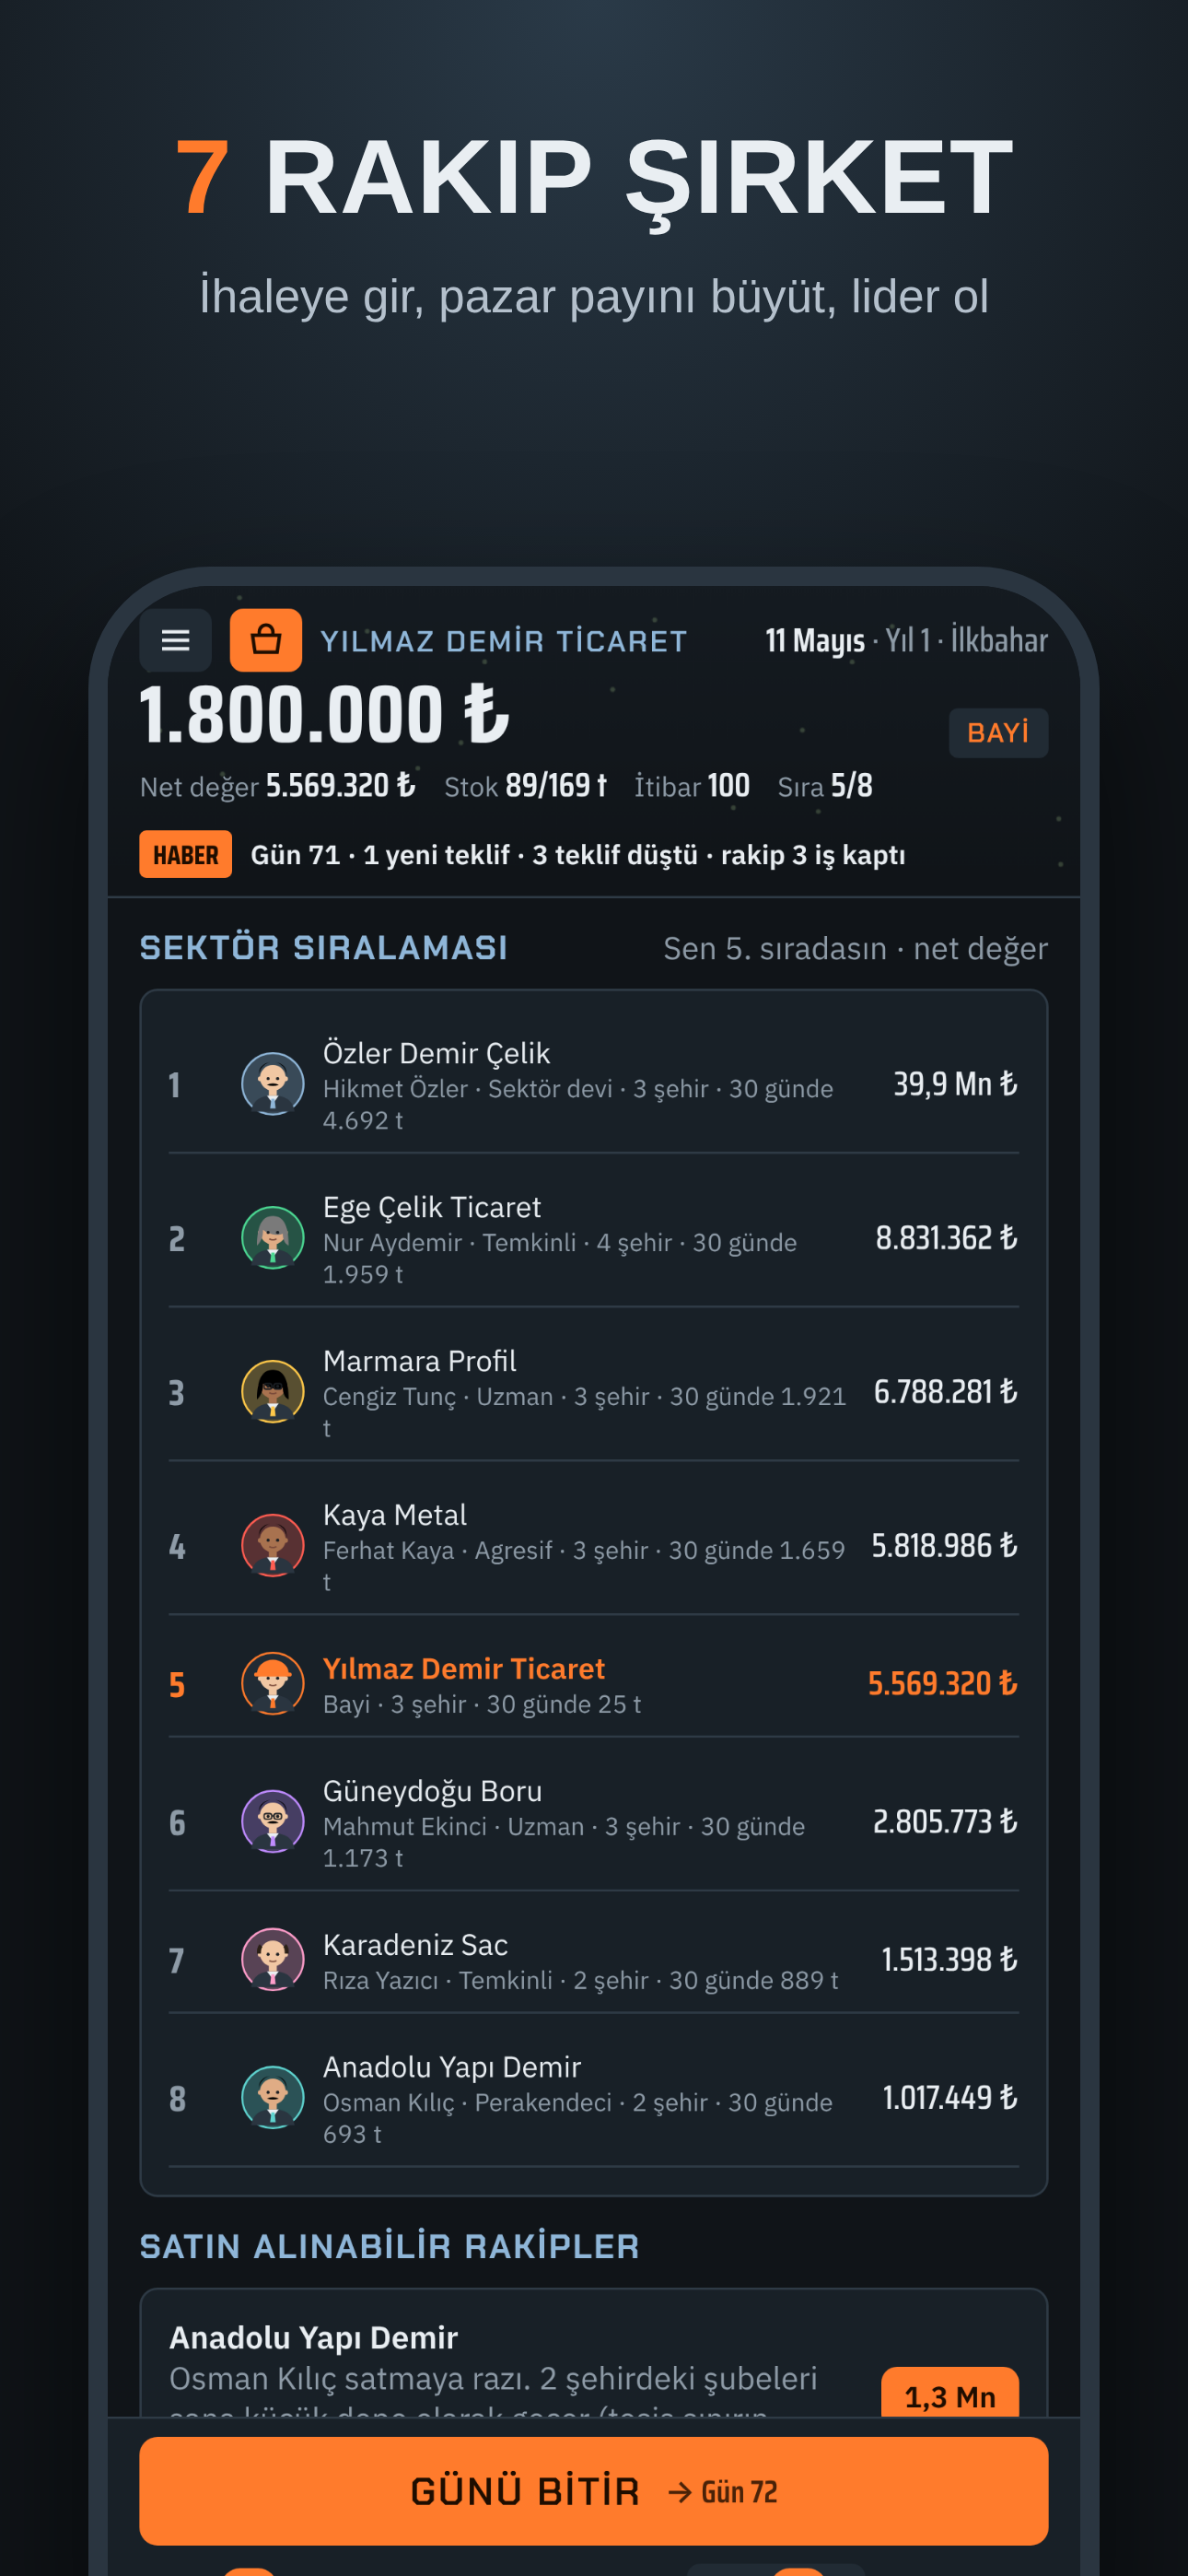 7 RAKIP ŞIRKET
İhaleye gir, pazar payını büyüt, lider ol
YILMAZ DEMİR TİCARET
11 Mayıs · Yıl 1 · İlkbahar
1.800.000 ₺
BAYİ
Net değer 5.569.320 ₺ Stok 89/169 t İtibar 100 Sıra 5/8
HABER Gün 71 · 1 yeni teklif · 3 teklif düştü · rakip 3 iş kaptı
SEKTÖR SIRALAMASI
Sen 5. sıradasın · net değer
1
Özler Demir Çelik
Hikmet Özler · Sektör devi · 3 şehir · 30 günde
4.692 t
39,9 Mn ₺
2
Ege Çelik Ticaret
Nur Aydemir · Temkinli · 4 şehir · 30 günde
1.959 t
8.831.362 ₺
3
Marmara Profil
Cengiz Tunç · Uzman · 3 şehir · 30 günde 1.921
t
6.788.281 ₺
4
Kaya Metal
Ferhat Kaya · Agresif · 3 şehir · 30 günde 1.659
t
5.818.986 ₺
5
Yılmaz Demir Ticaret
Bayi · 3 şehir · 30 günde 25 t
5.569.320 ₺
6
Güneydoğu Boru
Mahmut Ekinci · Uzman · 3 şehir · 30 günde
1.173 t
2.805.773 ₺
7
Karadeniz Sac
Rıza Yazıcı · Temkinli · 2 şehir · 30 günde 889 t
1.513.398 ₺
8
Anadolu Yapı Demir
Osman Kılıç · Perakendeci · 2 şehir · 30 günde
693 t
1.017.449 ₺
SATIN ALINABİLİR RAKİPLER
Anadolu Yapı Demir
Osman Kılıç satmaya razı. 2 şehirdeki şubeleri
1,3 Mn
GÜNÜ BİTİR → Gün 72